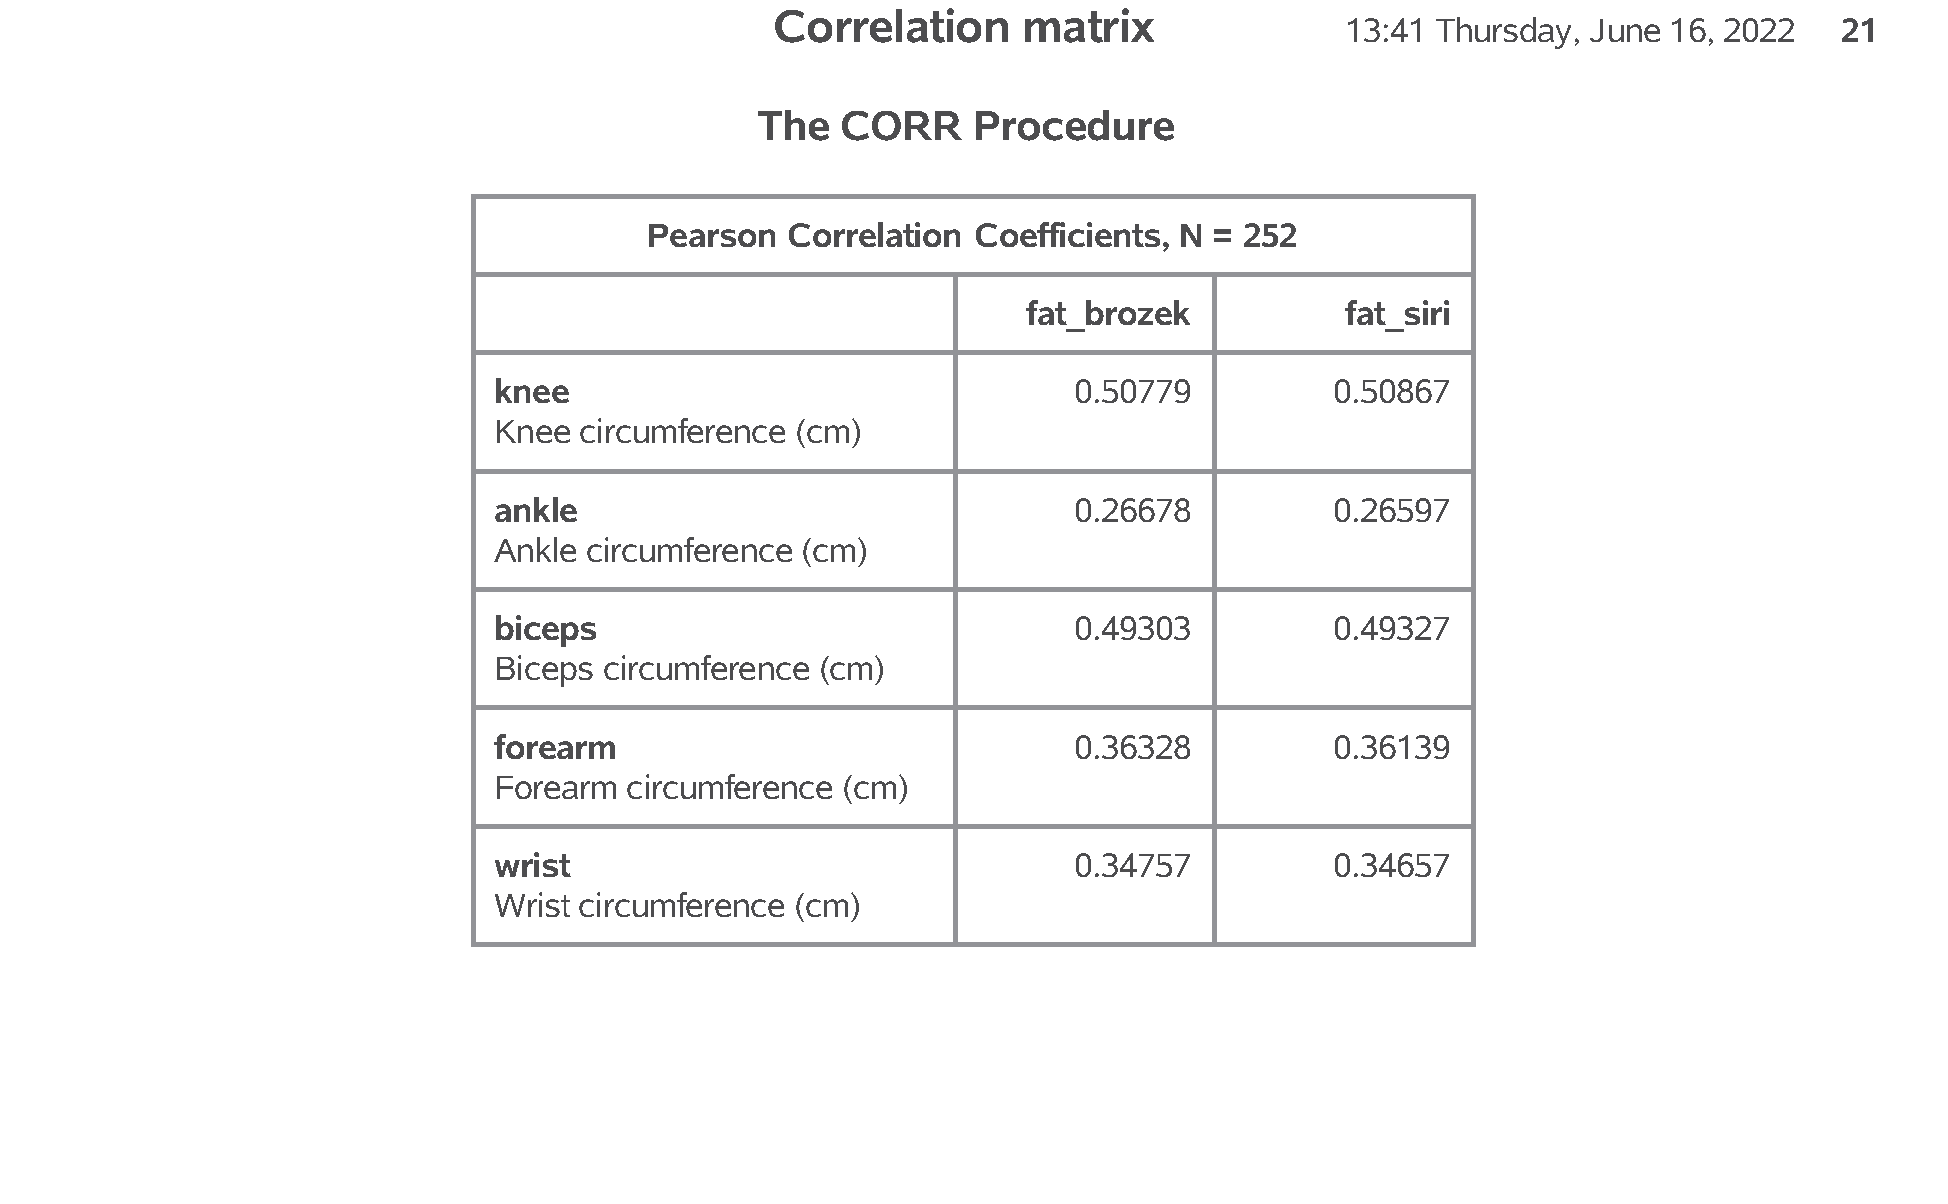 Correlation matrix 13:41 Thursday, June 16, 2022 21
The CORR Procedure
Pearson Correlation Coefficients, N = 252
fat_brozek fat_siri
knee 0.50779 0.50867
Knee circumference (cm)
ankle 0.26678 0.26597
Ankle circumference (cm)
biceps 0.49303 0.49327
Biceps circumference (cm)
forearm 0.36328 0.36139
Forearm circumference (cm)
wrist 0.34757 0.34657
Wrist circumference (cm)